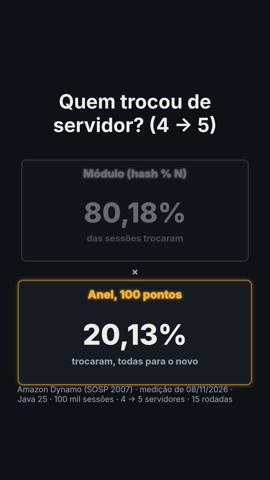 Quem trocou de
servidor? (4 → 5)
Módulo (hash % N)
80,18%
das sessões trocaram
×
Anel, 100 pontos
20,13%
trocaram, todas para o novo
Amazon Dynamo (SOSP 2007) · medição de 08/11/2026 ·
Java 25 · 100 mil sessões · 4 → 5 servidores · 15 rodadas